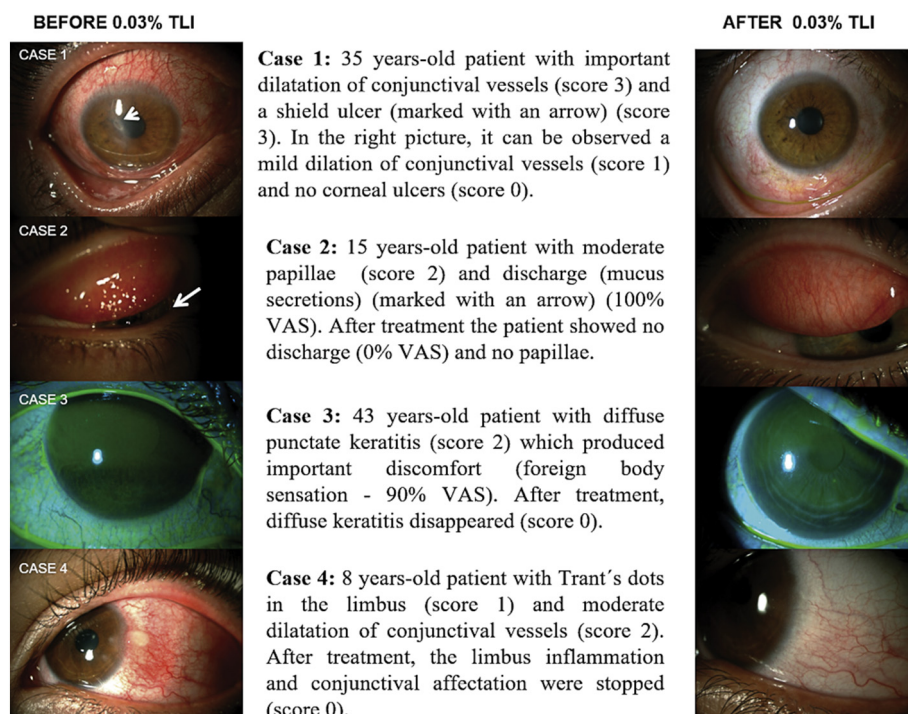 BEFORE 0.03% TLI
AFTER 0.03% TLI
CASE 1
Case 1: 35 years-old patient with important
dilatation of conjunctival vessels (score 3) and
a shield ulcer (marked with an arrow) (score
3). In the right picture, it can be observed a
mild dilation of conjunctival vessels (score 1)
and no corneal ulcers (score 0).
CASE 2
Case 2: 15 years-old patient with moderate
papillae (score 2) and discharge (mucus
secretions) (marked with an arrow) (100%
VAS). After treatment the patient showed no
discharge (0% VAS) and no papillae.
CASE 3
Case 3: 43 years-old patient with diffuse
punctate keratitis (score 2) which produced
important discomfort (foreign body
sensation - 90% VAS). After treatment,
diffuse keratitis disappeared (score 0).
CASE 4
Case 4: 8 years-old patient with Trant´s dots
in the limbus (score 1) and moderate
dilatation of conjunctival vessels (score 2).
After treatment, the limbus inflammation
and conjunctival affectation were stopped
(score 0).